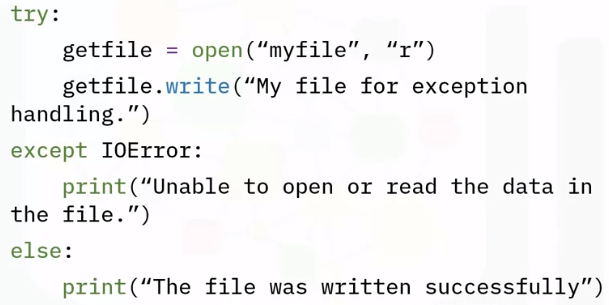 try:
    getfile = open(“myfile”, “r”)
    getfile.write(“My file for exception
handling.”)
except IOError:
    print(“Unable to open or read the data in
the file.”)
else:
    print(“The file was written successfully”)